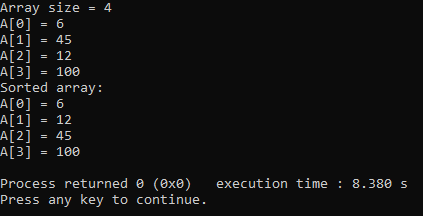 Array size = 4
A[0] = 6
A[1] = 45
A[2] = 12
A[3] = 100
Sorted array:
A[0] = 6
A[1] = 12
A[2] = 45
A[3] = 100
Process returned 0 (0x0)   execution time : 8.380 s
Press any key to continue.